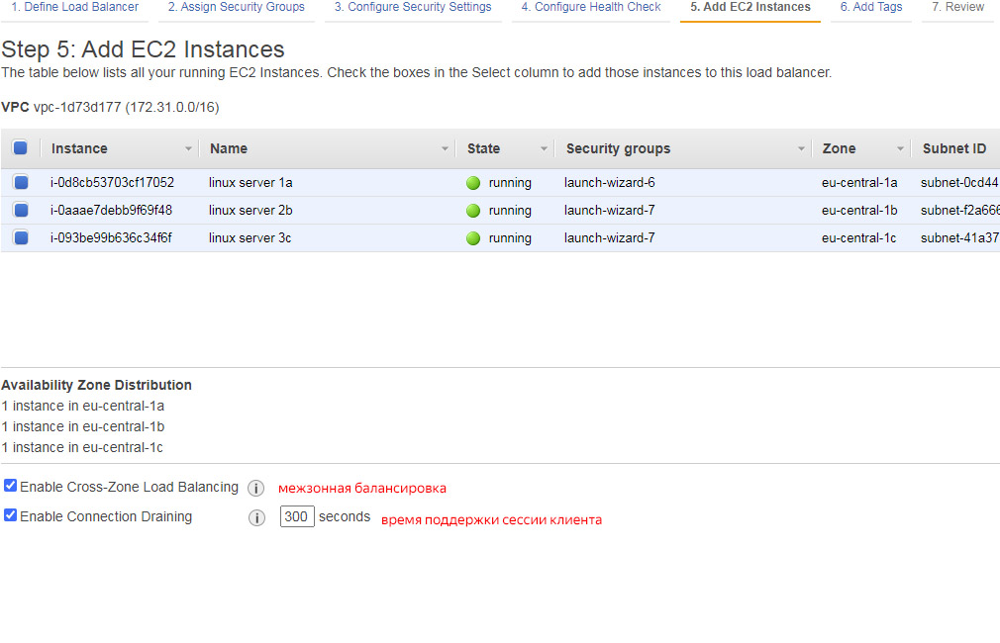 1. Define Load Balancer 2. Assign Security Groups 3. Configure Security Settings 4. Configure Health Check 5. Add EC2 Instances 6. Add Tags 7. Review
Step 5: Add EC2 Instances
The table below lists all your running EC2 Instances. Check the boxes in the Select column to add those instances to this load balancer.
VPC vpc-1d73d177 (172.31.0.0/16)
Instance Name State Security groups Zone Subnet ID
i-0d8cb53703cf17052 linux server 1a running launch-wizard-6 eu-central-1a subnet-0cd44
i-0aaae7debb9f69f48 linux server 2b running launch-wizard-7 eu-central-1b subnet-f2a666
i-093be99b636c34f6f linux server 3c running launch-wizard-7 eu-central-1c subnet-41a37
Availability Zone Distribution
1 instance in eu-central-1a
1 instance in eu-central-1b
1 instance in eu-central-1c
Enable Cross-Zone Load Balancing i межзонная балансировка
Enable Connection Draining i 300 seconds время поддержки сессии клиента